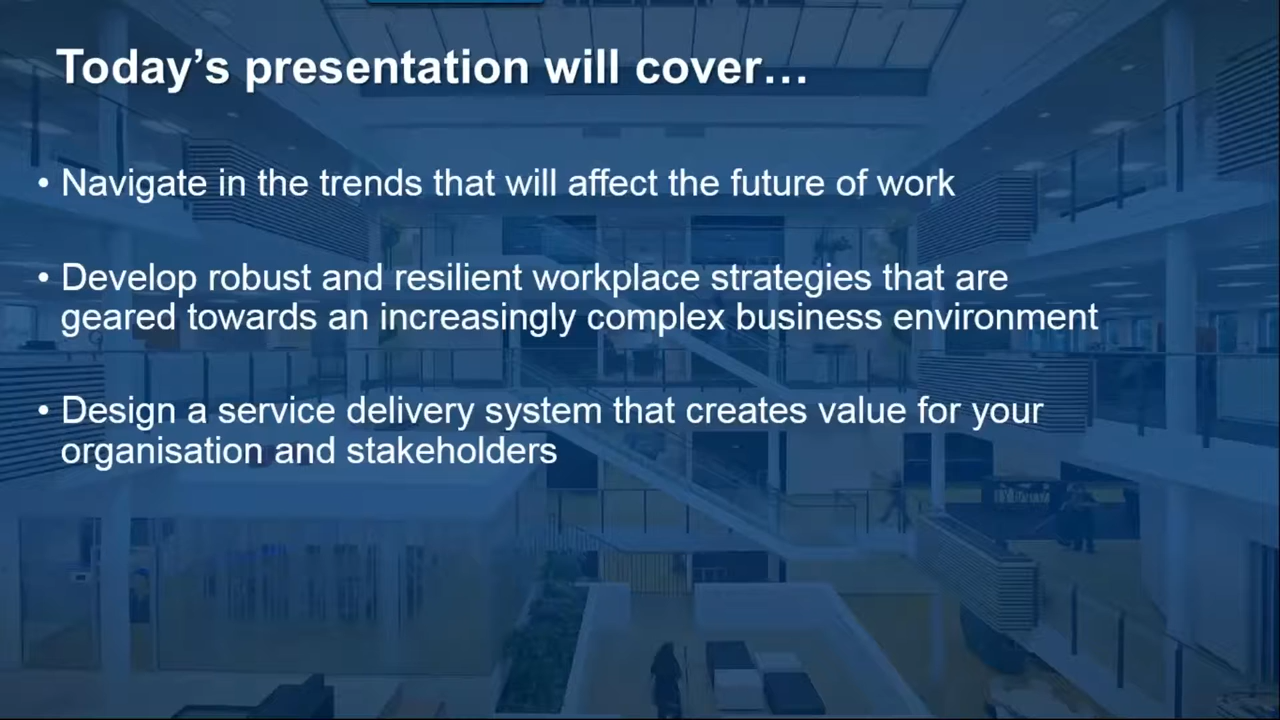 Today’s presentation will cover…
• Navigate in the trends that will affect the future of work
• Develop robust and resilient workplace strategies that are
geared towards an increasingly complex business environment
• Design a service delivery system that creates value for your
organisation and stakeholders